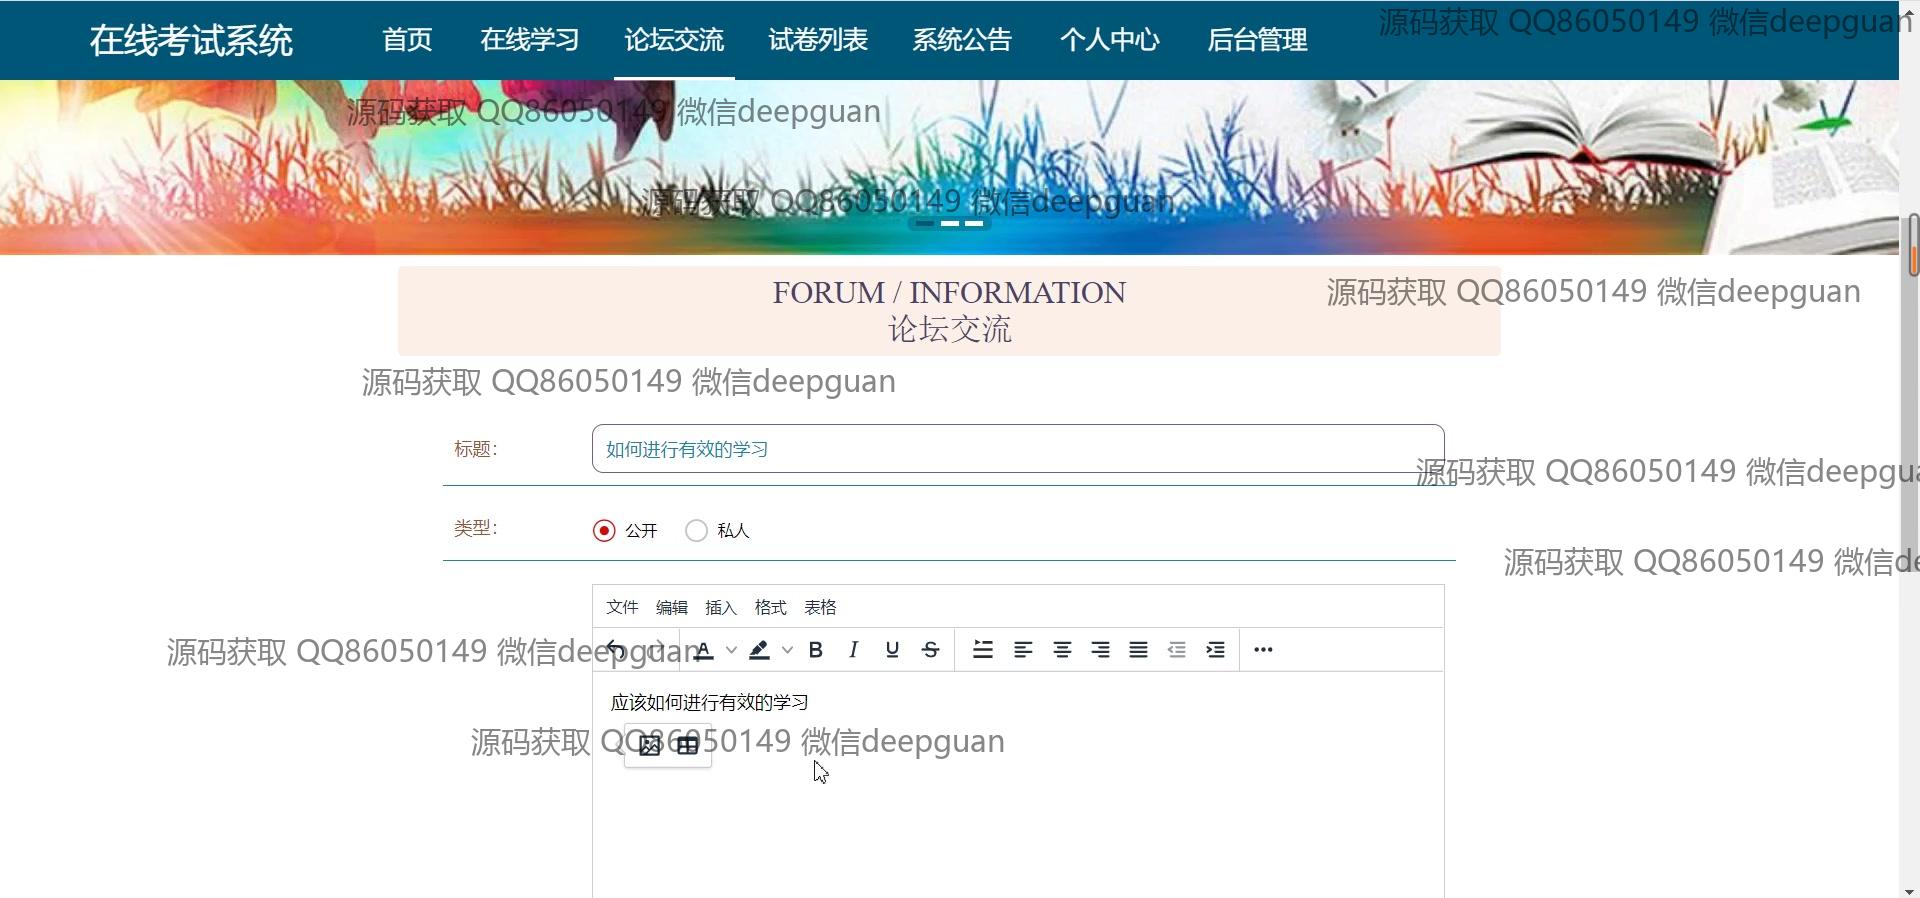 在线考试系统 首页 在线学习 论坛交流 试卷列表 系统公告 个人中心 后台管理
源码获取 QQ86050149 微信deepguan
源码获取 QQ86050149 微信deepguan
源码获取 QQ86050149 微信deepguan
FORUM / INFORMATION
源码获取 QQ86050149 微信deepguan
论坛交流
源码获取 QQ86050149 微信deepguan
标题： 如何进行有效的学习
源码获取 QQ86050149 微信deepgua
类型： 公开 私人
源码获取 QQ86050149 微信de
文件 编辑 插入 格式 表格
源码获取 QQ86050149 微信deepguan
应该如何进行有效的学习
源码获取 QQ86050149 微信deepguan